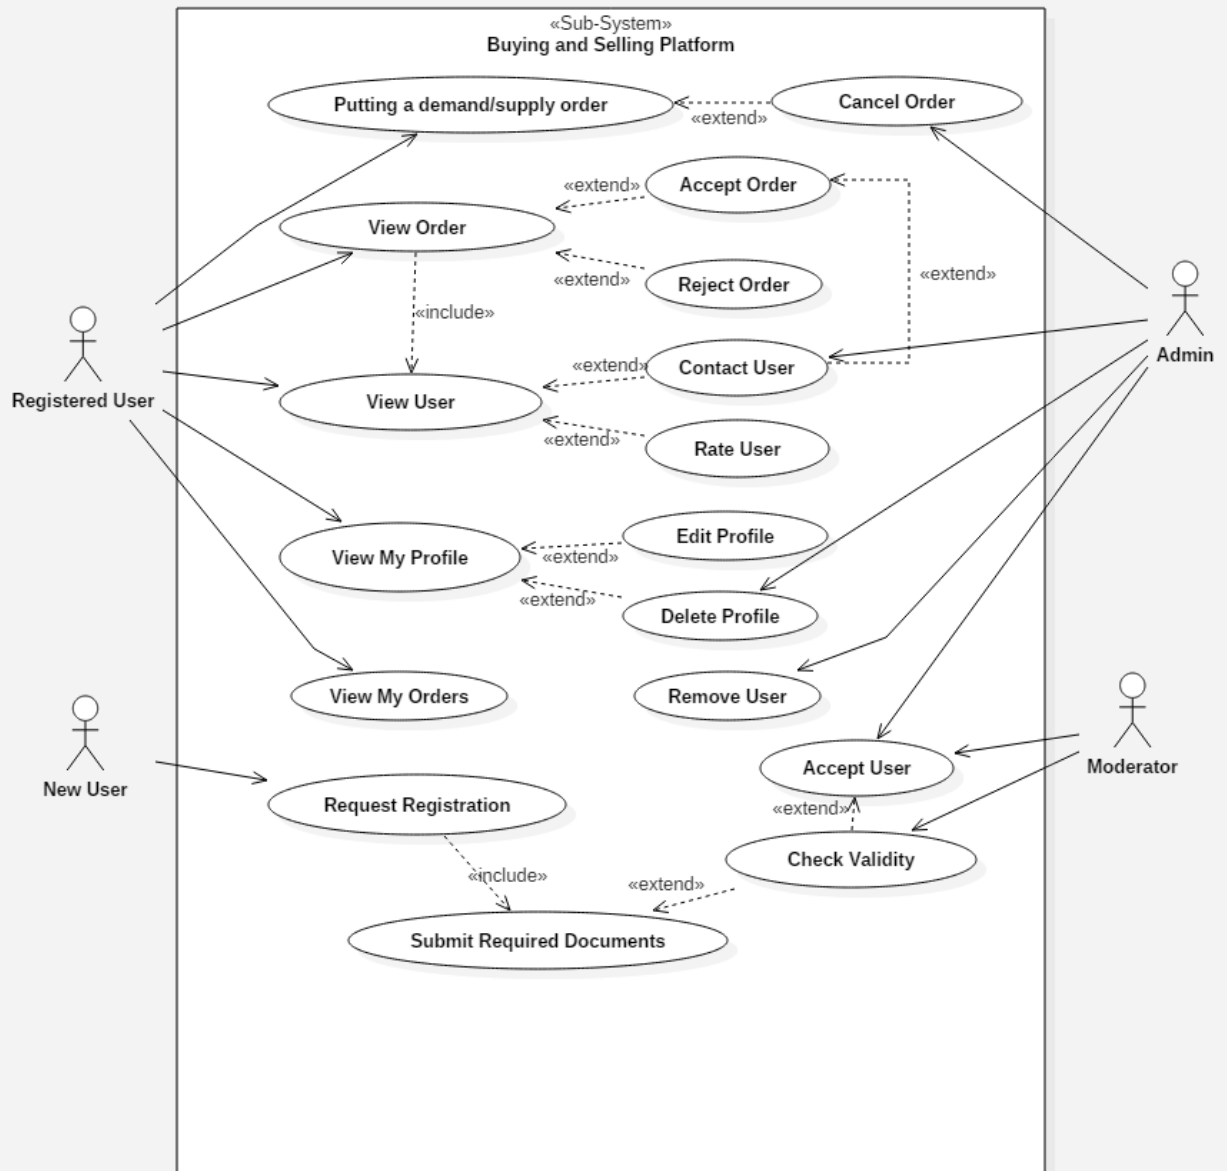 «Sub-System»
Buying and Selling Platform
Putting a demand/supply order
«extend»
Cancel Order
«extend»
Accept Order
View Order
«extend»
Reject Order
«extend»
«include»
Registered User
Admin
«extend»
Contact User
View User
«extend»
Rate User
View My Profile
«extend»
Edit Profile
«extend»
Delete Profile
View My Orders
Remove User
New User
Accept User
Moderator
Request Registration
«extend»
Check Validity
«include»
«extend»
Submit Required Documents